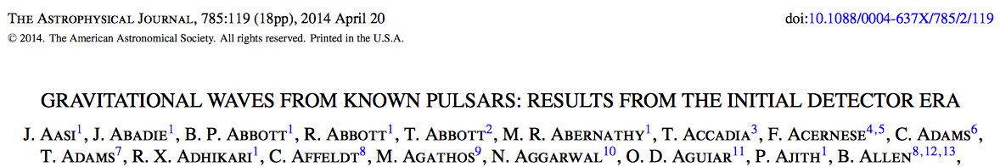 THE ASTROPHYSICAL JOURNAL, 785:119 (18pp), 2014 April 20 doi:10.1088/0004-637X/785/2/119
© 2014. The American Astronomical Society. All rights reserved. Printed in the U.S.A.
GRAVITATIONAL WAVES FROM KNOWN PULSARS: RESULTS FROM THE INITIAL DETECTOR ERA
J. AASI¹, J. ABADIE¹, B. P. ABBOTT¹, R. ABBOTT¹, T. ABBOTT², M. R. ABERNATHY¹, T. ACCADIA³, F. ACERNESE⁴,⁵, C. ADAMS⁶,
T. ADAMS⁷, R. X. ADHIKARI¹, C. AFFELDT⁸, M. AGATHOS⁹, N. AGGARWAL¹⁰, O. D. AGUIAR¹¹, P. AJITH¹, B. ALLEN⁸,¹²,¹³,